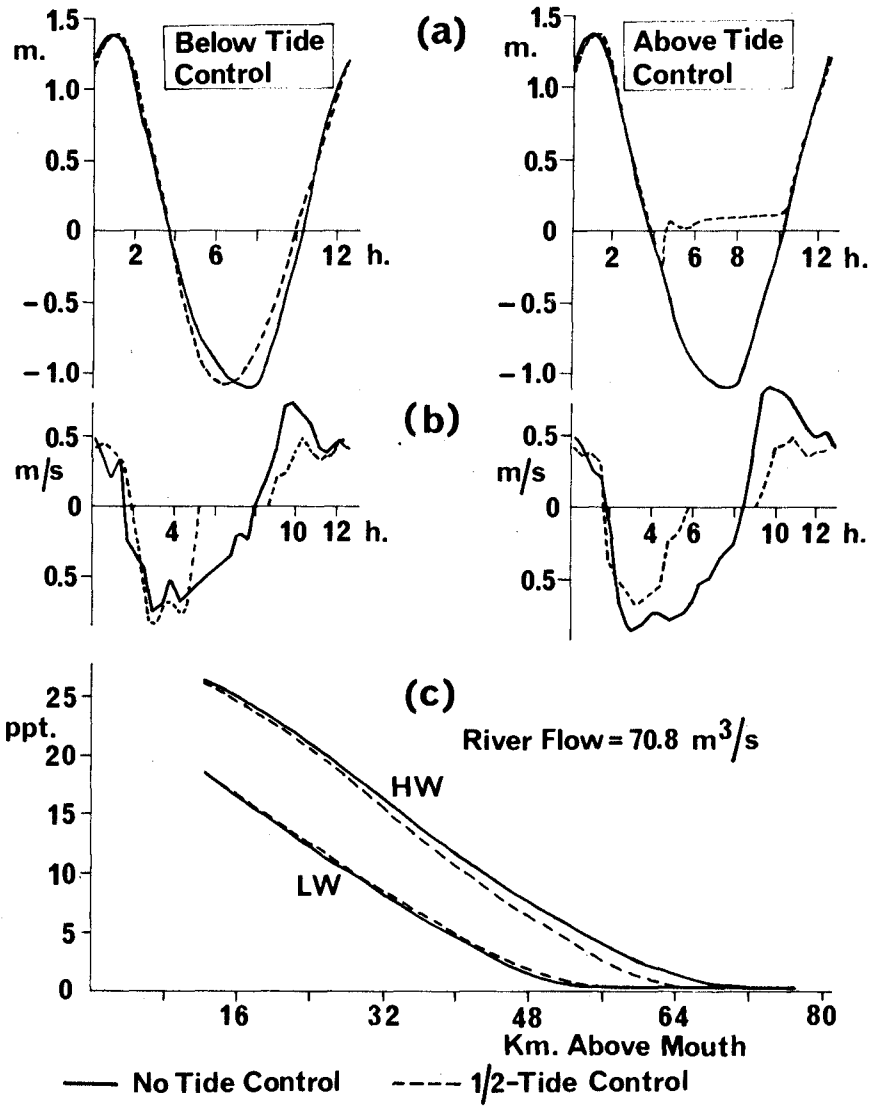 (a)
1.5
m.
1.0
0.5
0
−0.5
−1.0
Below Tide
Control
2 6 12 h.
1.5
m.
1.0
0.5
0
−0.5
−1.0
Above Tide
Control
2 4 6 8 12 h.
(b)
0.5
m/s
0
0.5
4 10 12 h.
0.5
m/s
0
0.5
4 6 10 12 h.
(c)
25
ppt.
20
15
10
5
0
River Flow = 70.8 m³/s
HW
LW
16 32 48 64 80
Km. Above Mouth
No Tide Control 1/2-Tide Control